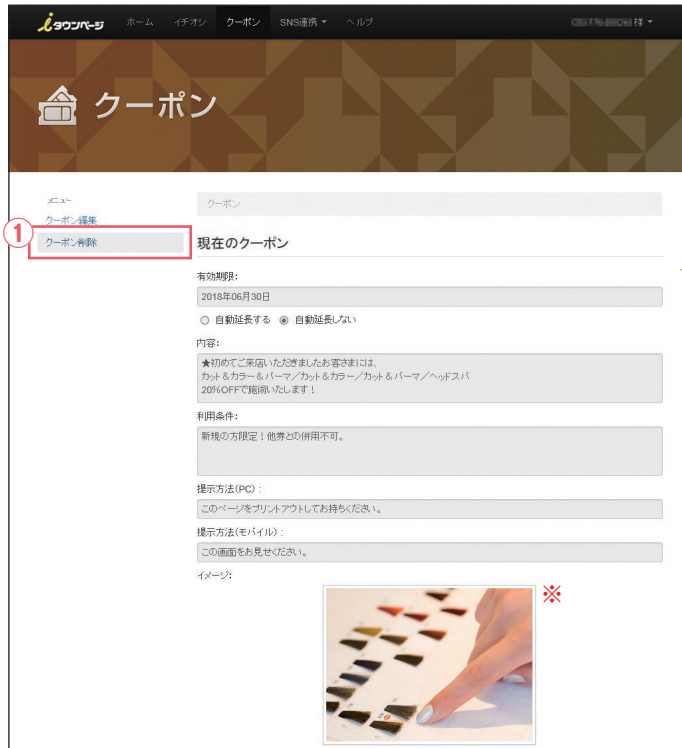 iタウンページ ホーム イチオシ クーポン SNS連携 ヘルプ 様
クーポン
メニュー
クーポン
クーポン編集
①
クーポン削除
現在のクーポン
有効期限:
2018年06月30日
自動延長する 自動延長しない
内容:
★初めてご来店いただきましたお客さまには、
カット＆カラー＆パーマ／カット＆カラー／カット＆パーマ／ヘッドスパ
20%OFFで施術いたします！
利用条件:
新規の方限定！他券との併用不可。
提示方法(PC) :
このページをプリントアウトしてお持ちください。
提示方法(モバイル) :
この画面をお見せください。
イメージ:
※